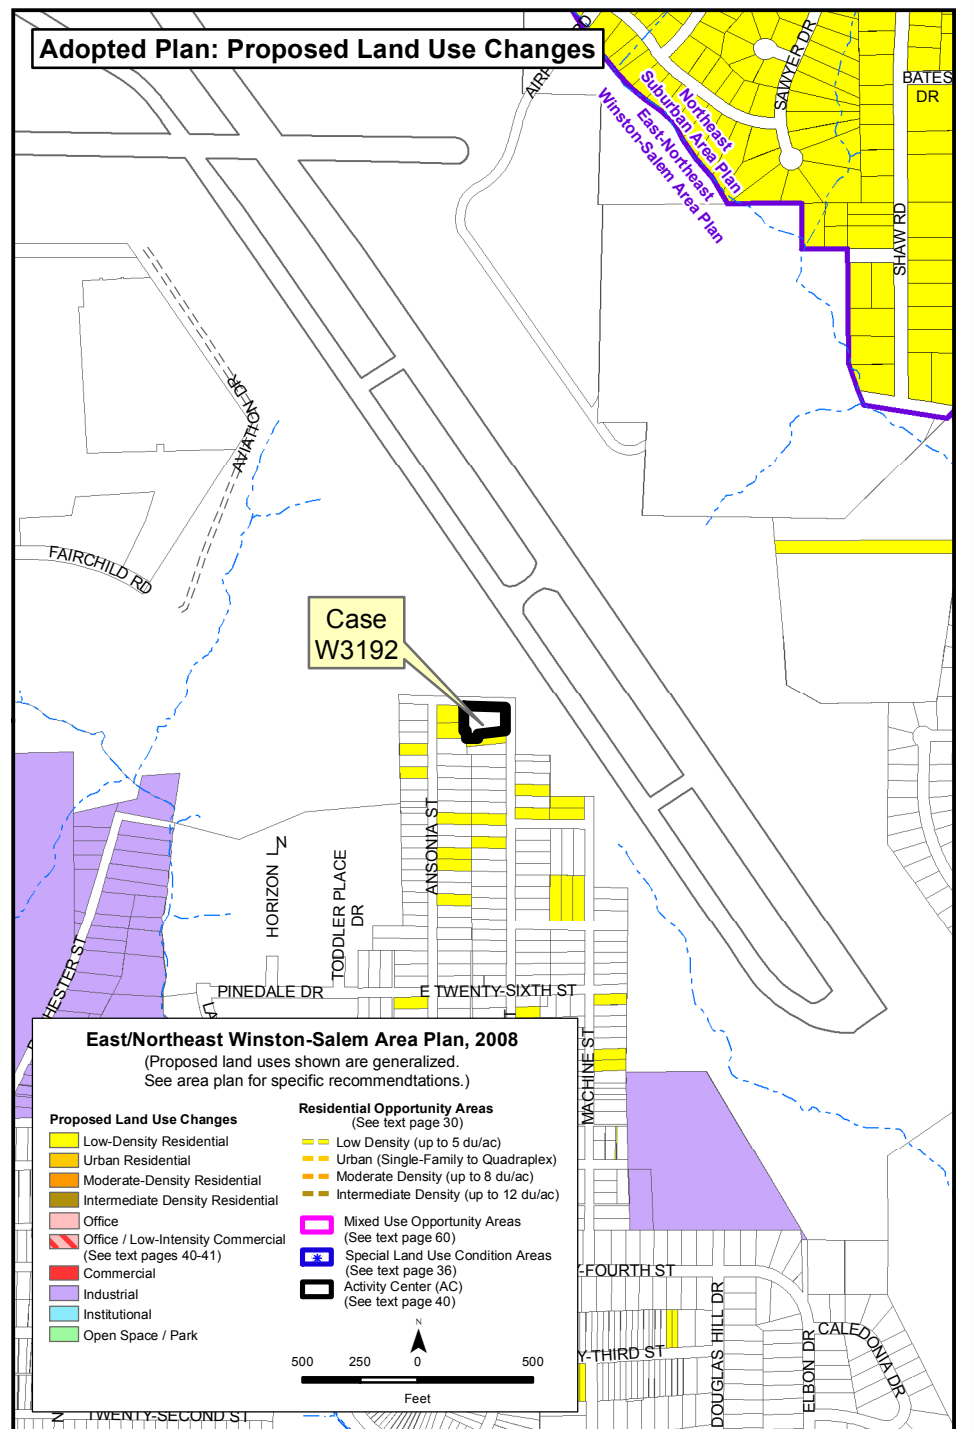 Adopted Plan: Proposed Land Use Changes
SAWYER DR
BATES
DR
Northeast
Suburban Area Plan
East-Northeast
Winston-Salem Area Plan
SHAW RD
AVIATION DR
FAIRCHILD RD
Case
W3192
ANSONIA ST
HORIZON LN
TODDLER PLACE
DR
PINEDALE DR
E TWENTY-SIXTH ST
MACHINE ST
East/Northeast Winston-Salem Area Plan, 2008
(Proposed land uses shown are generalized.
See area plan for specific recommendtations.)
Proposed Land Use Changes
Low-Density Residential
Urban Residential
Moderate-Density Residential
Intermediate Density Residential
Office
Office / Low-Intensity Commercial
(See text pages 40-41)
Commercial
Industrial
Institutional
Open Space / Park
Residential Opportunity Areas
(See text page 30)
Low Density (up to 5 du/ac)
Urban (Single-Family to Quadraplex)
Moderate Density (up to 8 du/ac)
Intermediate Density (up to 12 du/ac)
Mixed Use Opportunity Areas
(See text page 60)
Special Land Use Condition Areas
(See text page 36)
Activity Center (AC)
(See text page 40)
N
500 250 0 500
Feet
Y-FOURTH ST
Y-THIRD ST
DOUGLAS HILL DR
ELBON DR
CALEDONIA DR
TWENTY-SECOND ST